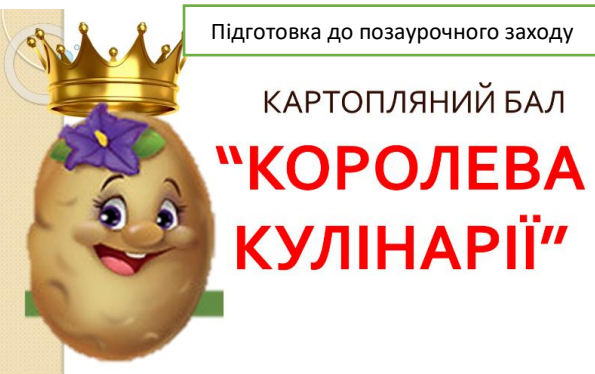 Підготовка до позаурочного заходу
КАРТОПЛЯНИЙ БАЛ
“КОРОЛЕВА
КУЛІНАРІЇ”